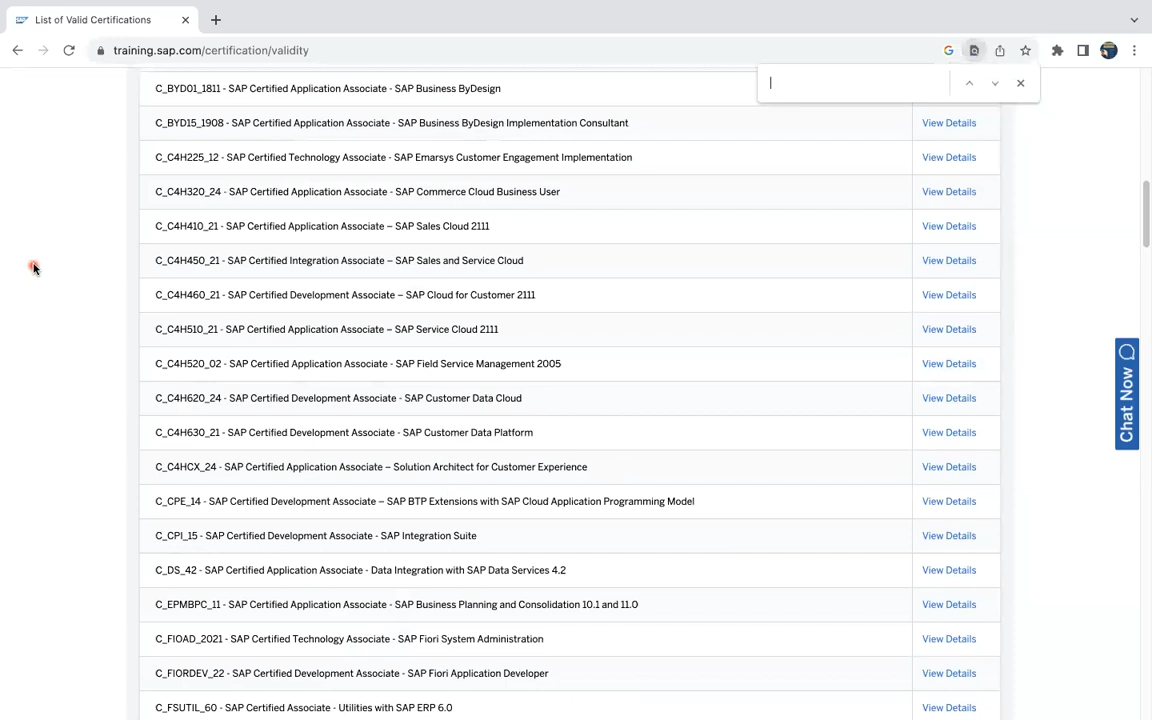 List of Valid Certifications
training.sap.com/certification/validity
C_BYD01_1811 - SAP Certified Application Associate - SAP Business ByDesign
C_BYD15_1908 - SAP Certified Application Associate - SAP Business ByDesign Implementation Consultant View Details
C_C4H225_12 - SAP Certified Technology Associate - SAP Emarsys Customer Engagement Implementation View Details
C_C4H320_24 - SAP Certified Application Associate - SAP Commerce Cloud Business User View Details
C_C4H410_21 - SAP Certified Application Associate – SAP Sales Cloud 2111 View Details
C_C4H450_21 - SAP Certified Integration Associate – SAP Sales and Service Cloud View Details
C_C4H460_21 - SAP Certified Development Associate – SAP Cloud for Customer 2111 View Details
C_C4H510_21 - SAP Certified Application Associate – SAP Service Cloud 2111 View Details
C_C4H520_02 - SAP Certified Application Associate - SAP Field Service Management 2005 View Details
C_C4H620_24 - SAP Certified Development Associate - SAP Customer Data Cloud View Details
C_C4H630_21 - SAP Certified Development Associate - SAP Customer Data Platform View Details
C_C4HCX_24 - SAP Certified Application Associate – Solution Architect for Customer Experience View Details
C_CPE_14 - SAP Certified Development Associate – SAP BTP Extensions with SAP Cloud Application Programming Model View Details
C_CPI_15 - SAP Certified Development Associate - SAP Integration Suite View Details
C_DS_42 - SAP Certified Application Associate - Data Integration with SAP Data Services 4.2 View Details
C_EPMBPC_11 - SAP Certified Application Associate - SAP Business Planning and Consolidation 10.1 and 11.0 View Details
C_FIOAD_2021 - SAP Certified Technology Associate - SAP Fiori System Administration View Details
C_FIORDEV_22 - SAP Certified Development Associate - SAP Fiori Application Developer View Details
C_FSUTIL_60 - SAP Certified Associate - Utilities with SAP ERP 6.0 View Details
Chat Now